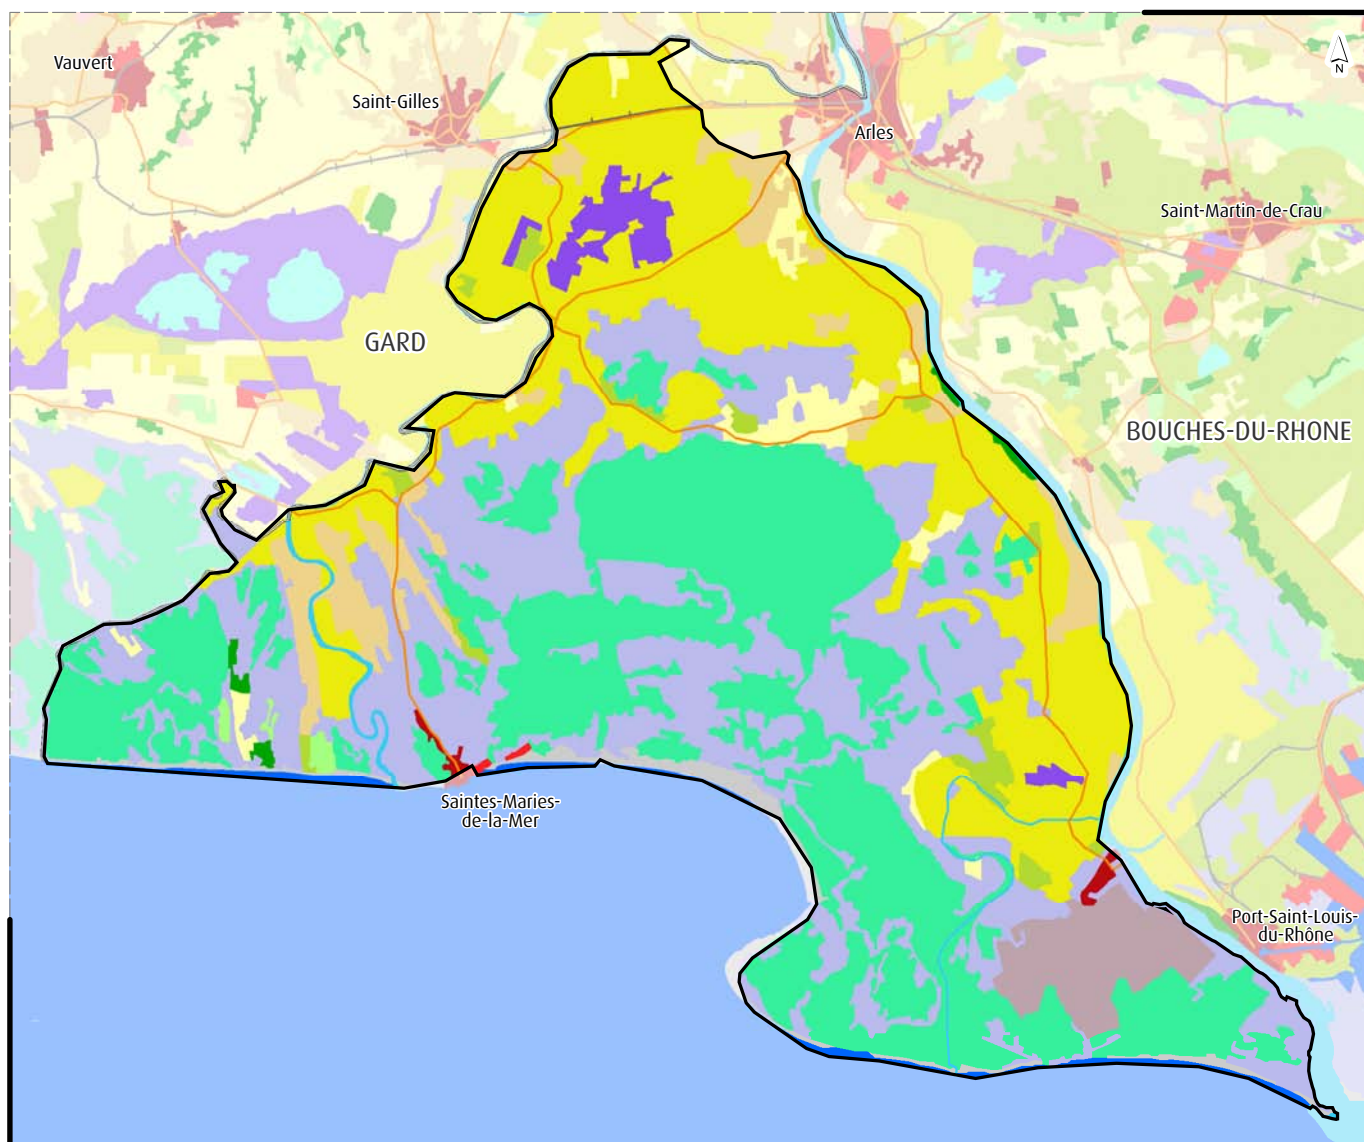 Vauvert
Saint-Gilles
Arles
N
Saint-Martin-de-Crau
GARD
BOUCHES-DU-RHONE
Saintes-Maries-
de-la-Mer
Port-Saint-Louis-
du-Rhône